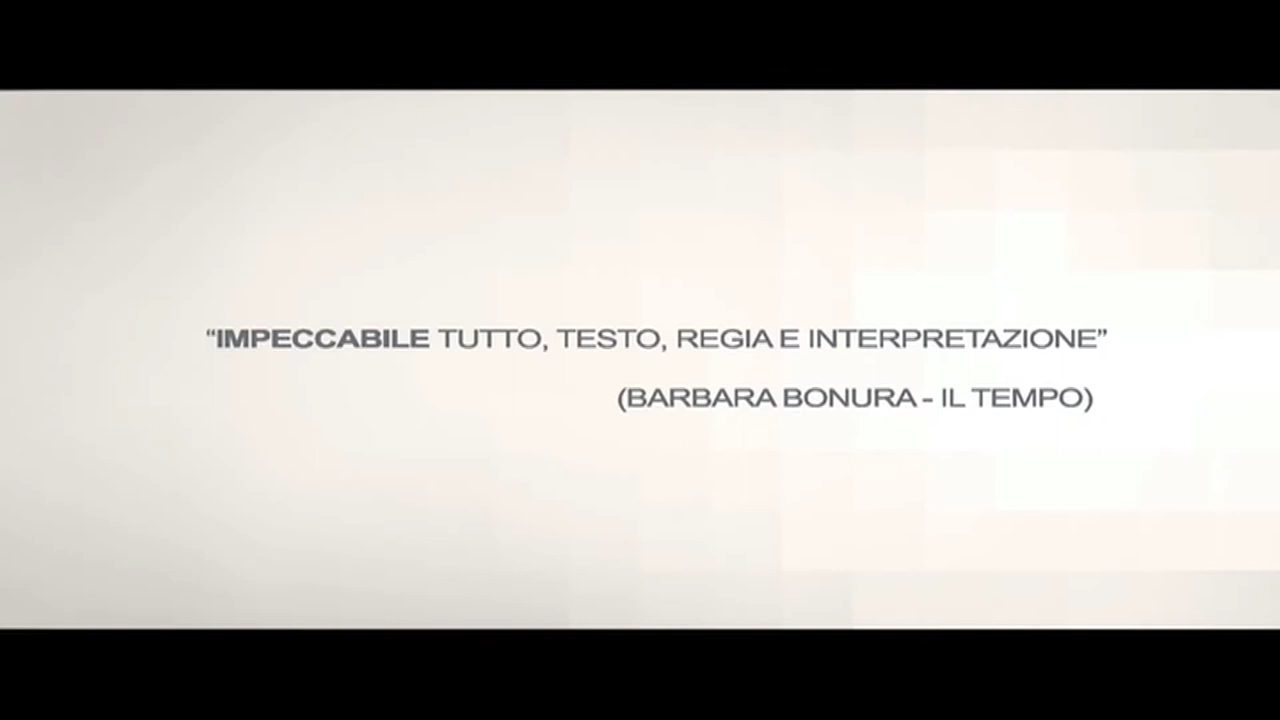 “IMPECCABILE TUTTO, TESTO, REGIA E INTERPRETAZIONE”
(BARBARA BONURA - IL TEMPO)